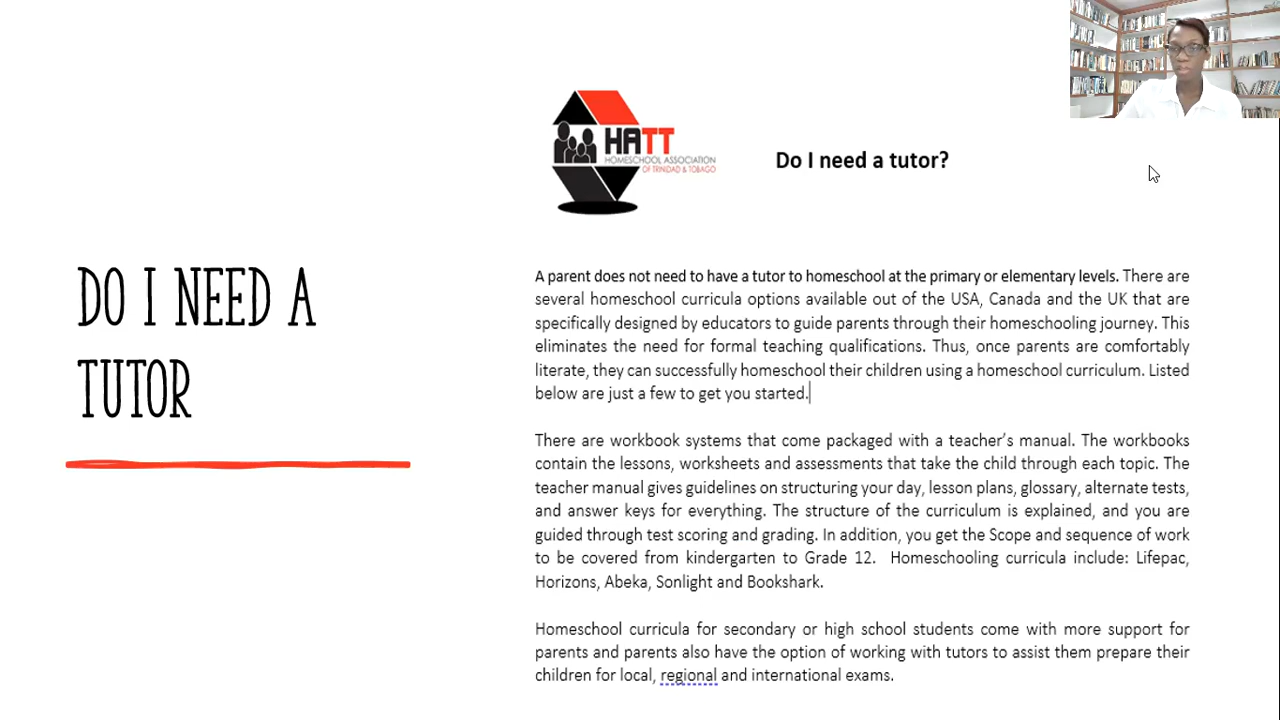 DO I NEED A
TUTOR
HATT
HOMESCHOOL ASSOCIATION
OF TRINIDAD & TOBAGO
Do I need a tutor?
A parent does not need to have a tutor to homeschool at the primary or elementary levels. There are
several homeschool curricula options available out of the USA, Canada and the UK that are
specifically designed by educators to guide parents through their homeschooling journey. This
eliminates the need for formal teaching qualifications. Thus, once parents are comfortably
literate, they can successfully homeschool their children using a homeschool curriculum. Listed
below are just a few to get you started.
There are workbook systems that come packaged with a teacher’s manual. The workbooks
contain the lessons, worksheets and assessments that take the child through each topic. The
teacher manual gives guidelines on structuring your day, lesson plans, glossary, alternate tests,
and answer keys for everything. The structure of the curriculum is explained, and you are
guided through test scoring and grading. In addition, you get the Scope and sequence of work
to be covered from kindergarten to Grade 12. Homeschooling curricula include: Lifepac,
Horizons, Abeka, Sonlight and Bookshark.
Homeschool curricula for secondary or high school students come with more support for
parents and parents also have the option of working with tutors to assist them prepare their
children for local, regional and international exams.